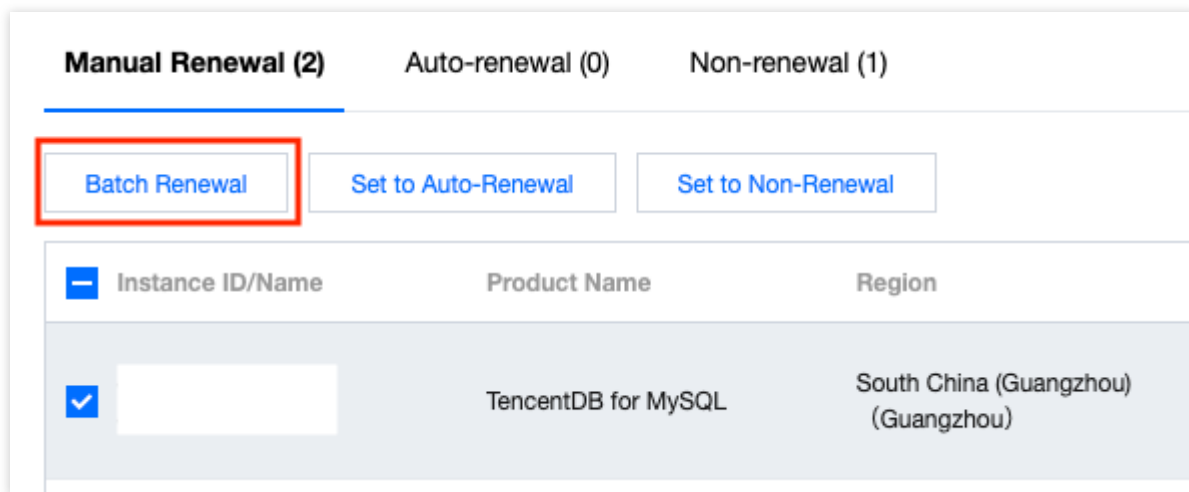 Manual Renewal (2) Auto-renewal (0) Non-renewal (1)
Batch Renewal Set to Auto-Renewal Set to Non-Renewal
Instance ID/Name Product Name Region
TencentDB for MySQL South China (Guangzhou)
（Guangzhou）